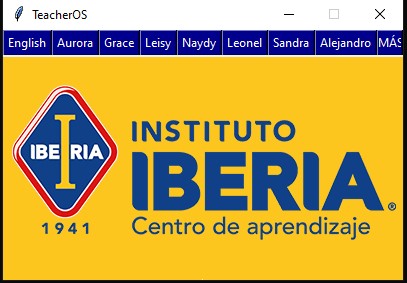 TeacherOS
English Aurora Grace Leisy Naydy Leonel Sandra Alejandro MÁS
IBERIA
1941
INSTITUTO
IBERIA®
Centro de aprendizaje